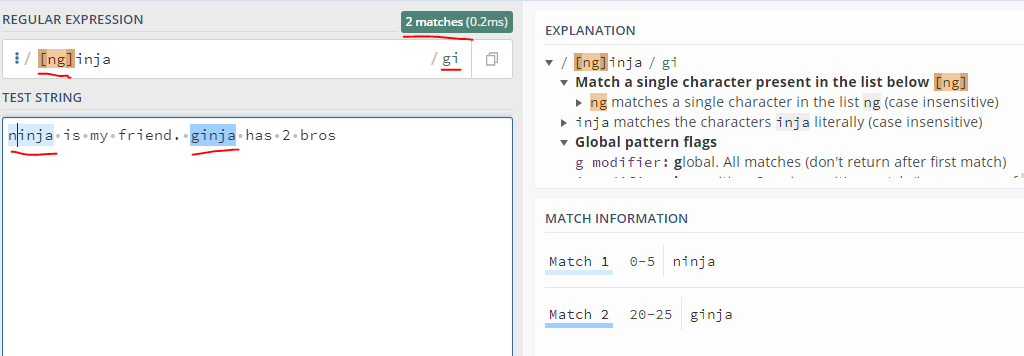 REGULAR EXPRESSION
2 matches (0.2ms)
/ [ng]inja / gi
TEST STRING
ninja is my friend. ginja has 2 bros
EXPLANATION
/ [ng]inja / gi
Match a single character present in the list below [ng]
ng matches a single character in the list ng (case insensitive)
inja matches the characters inja literally (case insensitive)
Global pattern flags
g modifier: global. All matches (don't return after first match)
MATCH INFORMATION
Match 1 0-5 ninja
Match 2 20-25 ginja